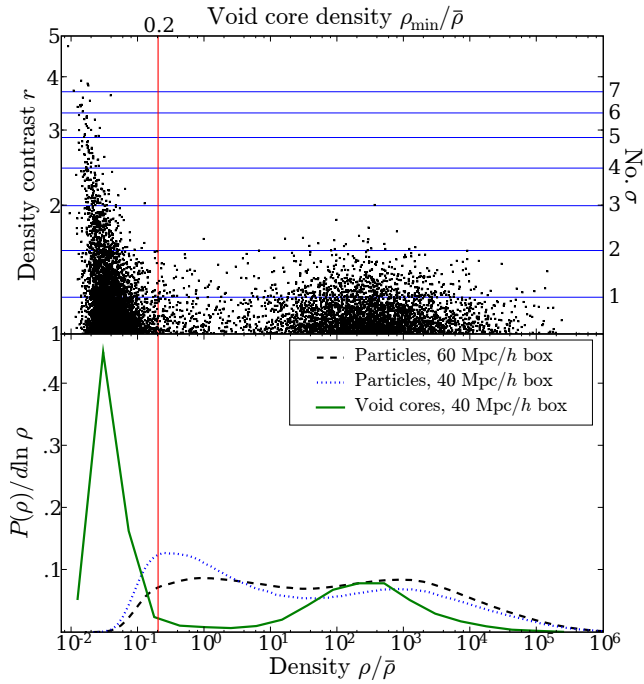 Void core density ρ_min/ρ̄
0.2
5
4
3
2
1
Density contrast r
7
6
5
4
3
2
1
No. σ
Particles, 60 Mpc/h box
Particles, 40 Mpc/h box
Void cores, 40 Mpc/h box
.4
.3
.2
.1
P(ρ)/d ln ρ
10⁻² 10⁻¹ 10⁰ 10¹ 10² 10³ 10⁴ 10⁵ 10⁶
Density ρ/ρ̄